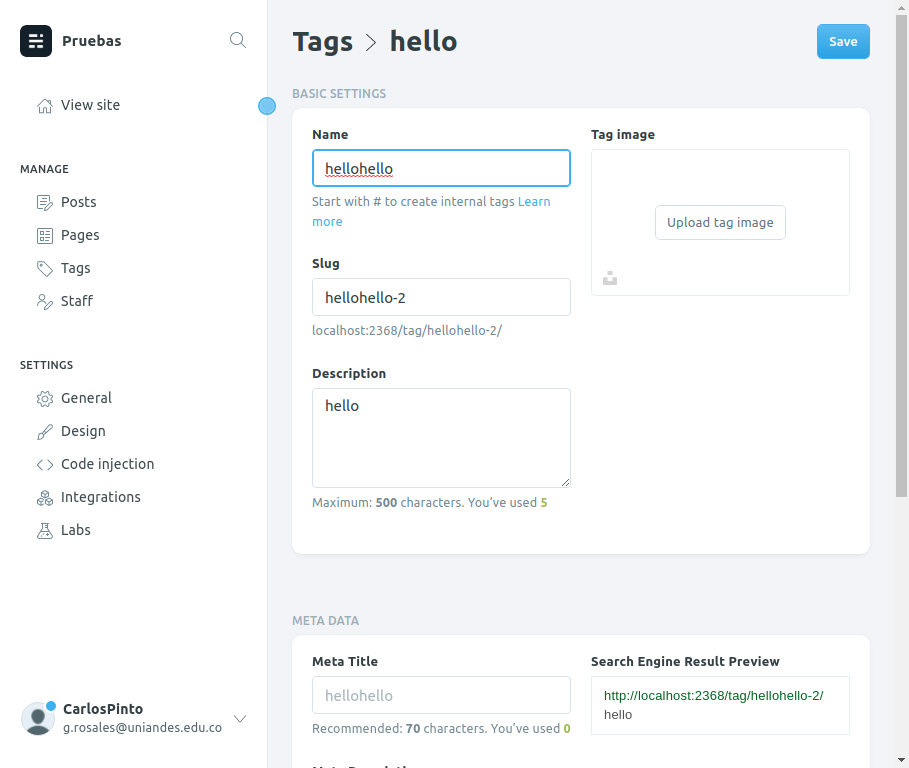 Pruebas
View site
MANAGE
Posts
Pages
Tags
Staff
SETTINGS
General
Design
Code injection
Integrations
Labs
CarlosPinto
g.rosales@uniandes.edu.co
Tags > hello
Save
BASIC SETTINGS
Name
hellohello
Start with # to create internal tags Learn
more
Slug
hellohello-2
localhost:2368/tag/hellohello-2/
Description
hello
Maximum: 500 characters. You’ve used 5
Tag image
Upload tag image
META DATA
Meta Title
hellohello
Recommended: 70 characters. You’ve used 0
Search Engine Result Preview
http://localhost:2368/tag/hellohello-2/
hello